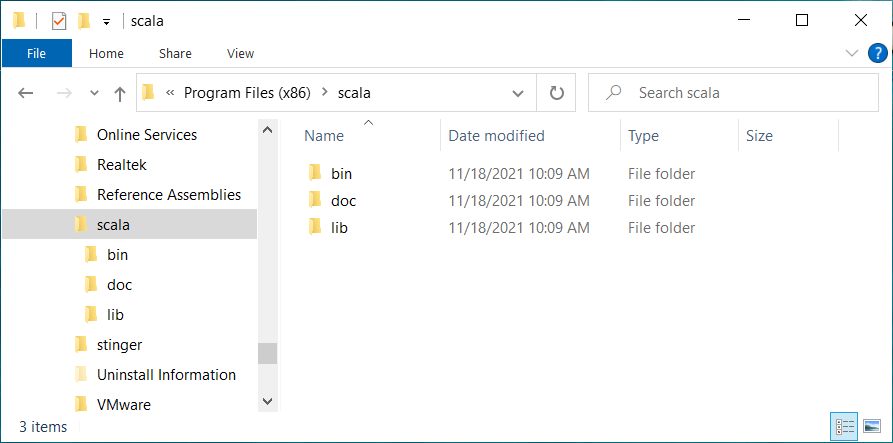 scala
File Home Share View
« Program Files (x86) > scala
Search scala
Online Services
Realtek
Reference Assemblies
scala
bin
doc
lib
stinger
Uninstall Information
VMware
Name Date modified Type Size
bin 11/18/2021 10:09 AM File folder
doc 11/18/2021 10:09 AM File folder
lib 11/18/2021 10:09 AM File folder
3 items